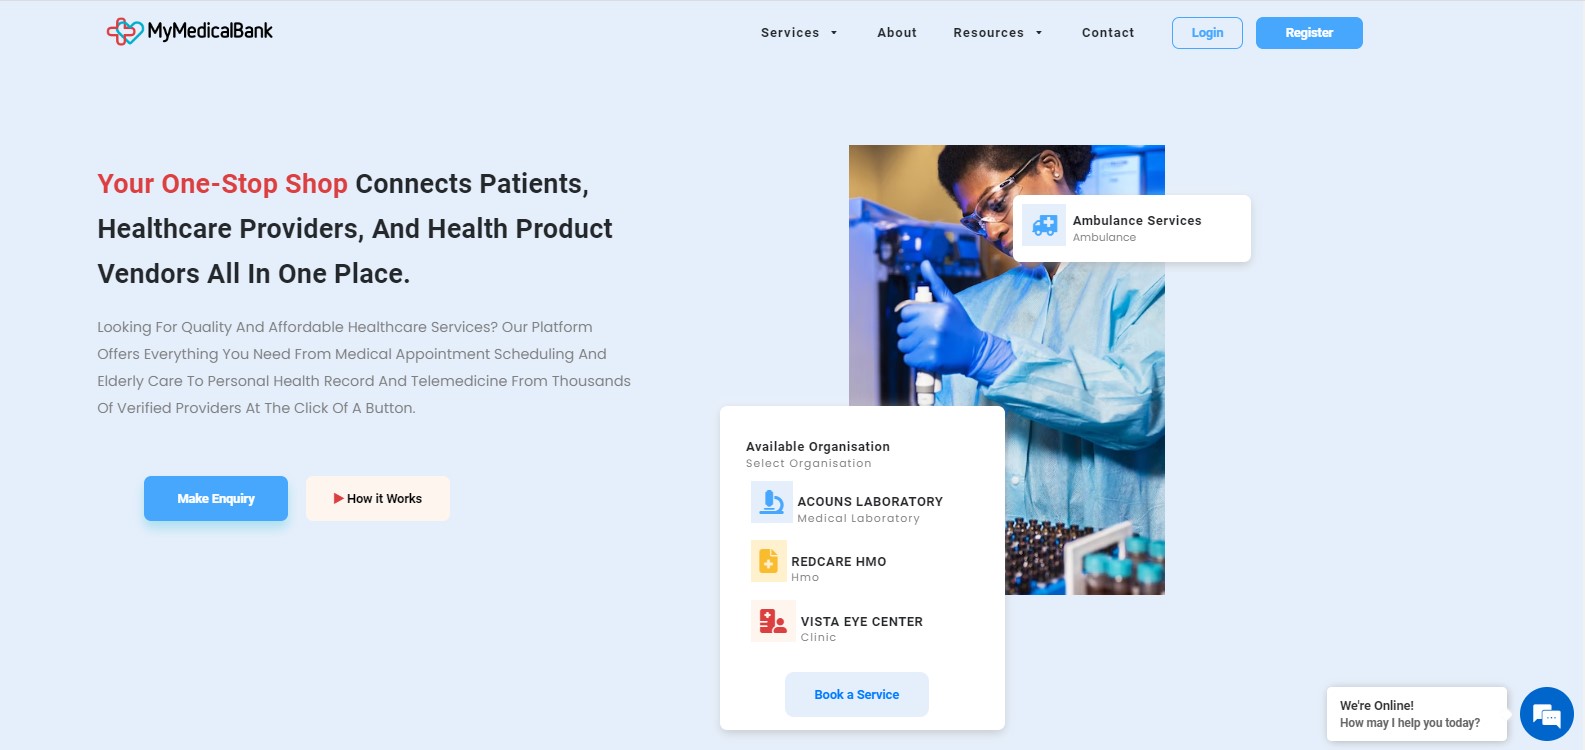 MyMedicalBank
Services
About
Resources
Contact
Login
Register
Your One-Stop Shop Connects Patients,
Healthcare Providers, And Health Product
Vendors All In One Place.
Looking For Quality And Affordable Healthcare Services? Our Platform
Offers Everything You Need From Medical Appointment Scheduling And
Elderly Care To Personal Health Record And Telemedicine From Thousands
Of Verified Providers At The Click Of A Button.
Make Enquiry
How it Works
Ambulance Services
Ambulance
Available Organisation
Select Organisation
ACOUNS LABORATORY
Medical Laboratory
REDCARE HMO
Hmo
VISTA EYE CENTER
Clinic
Book a Service
We're Online!
How may I help you today?